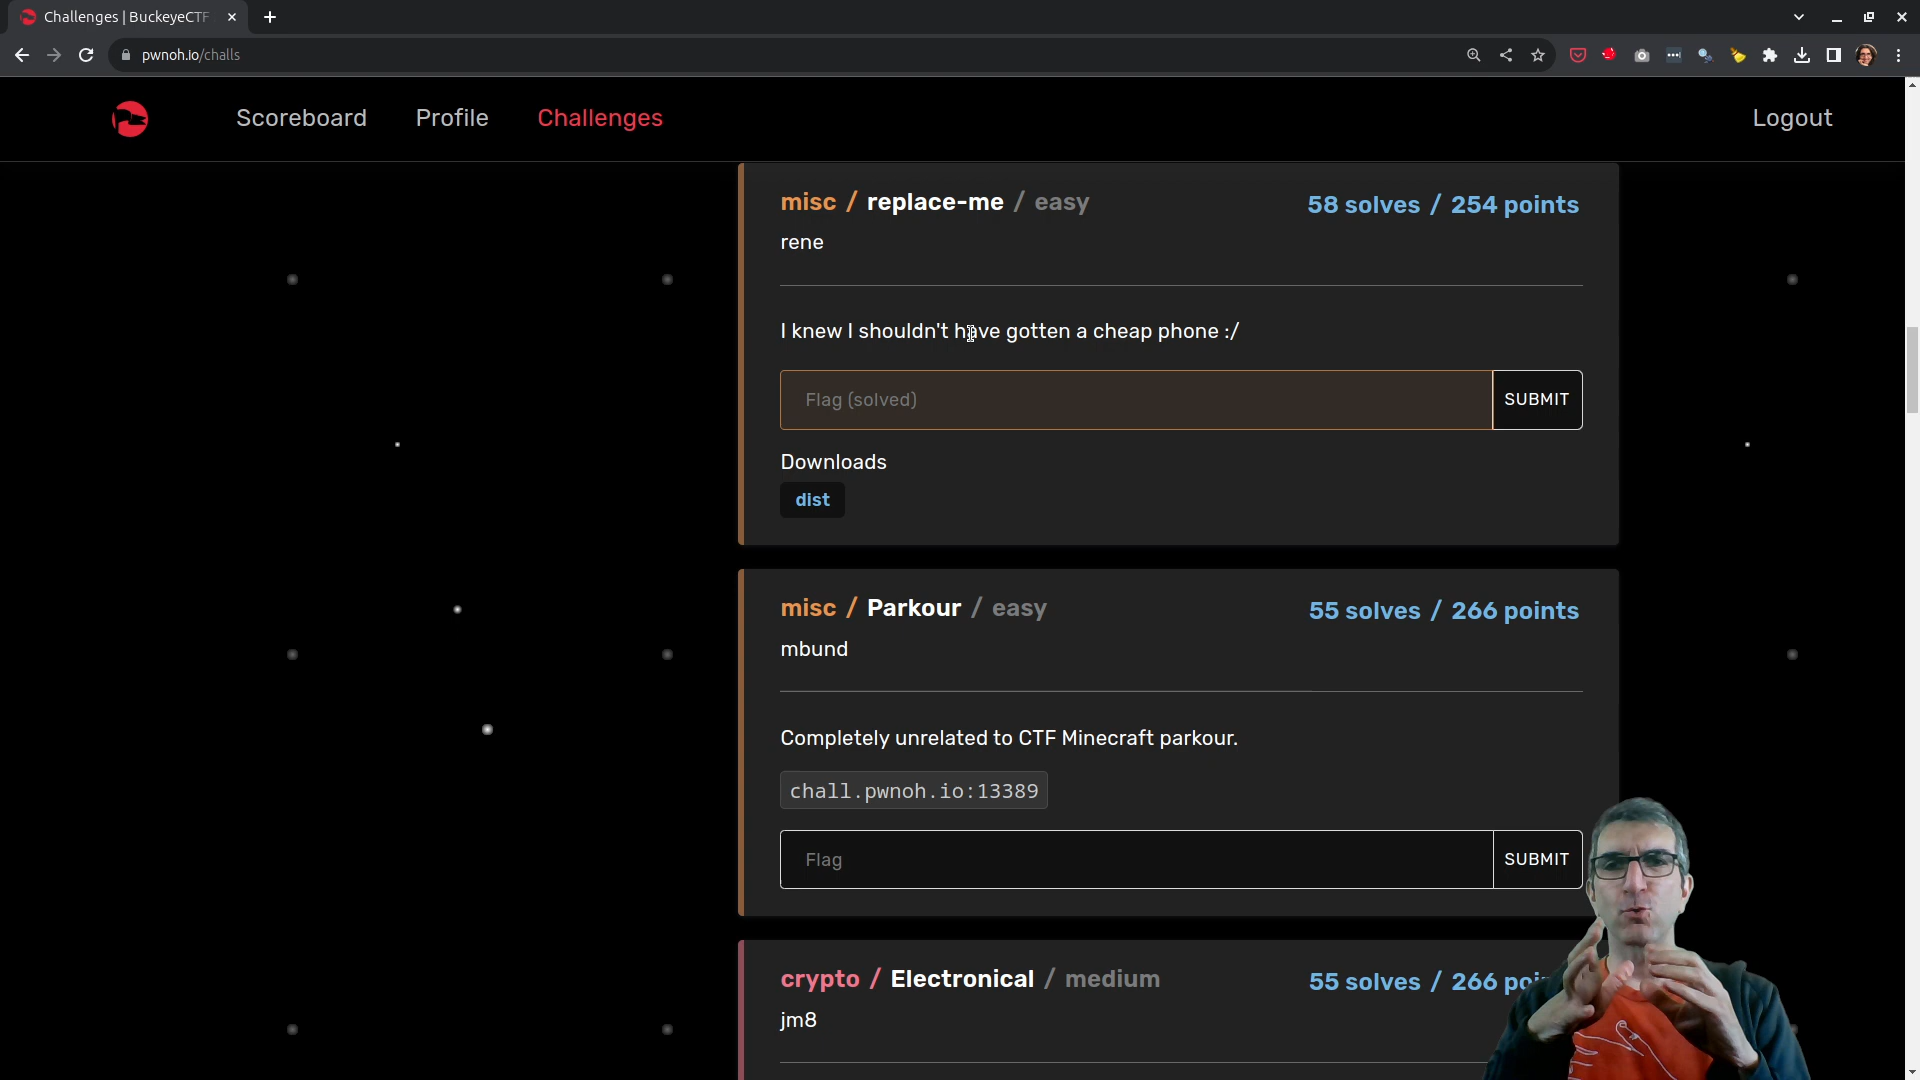 Challenges | BuckeyeCTF
pwnoh.io/challs
Scoreboard
Profile
Challenges
Logout
misc / replace-me / easy
58 solves / 254 points
rene
I knew I shouldn't have gotten a cheap phone :/
Flag (solved)
SUBMIT
Downloads
dist
misc / Parkour / easy
55 solves / 266 points
mbund
Completely unrelated to CTF Minecraft parkour.
chall.pwnoh.io:13389
Flag
SUBMIT
crypto / Electronical / medium
55 solves / 266
jm8